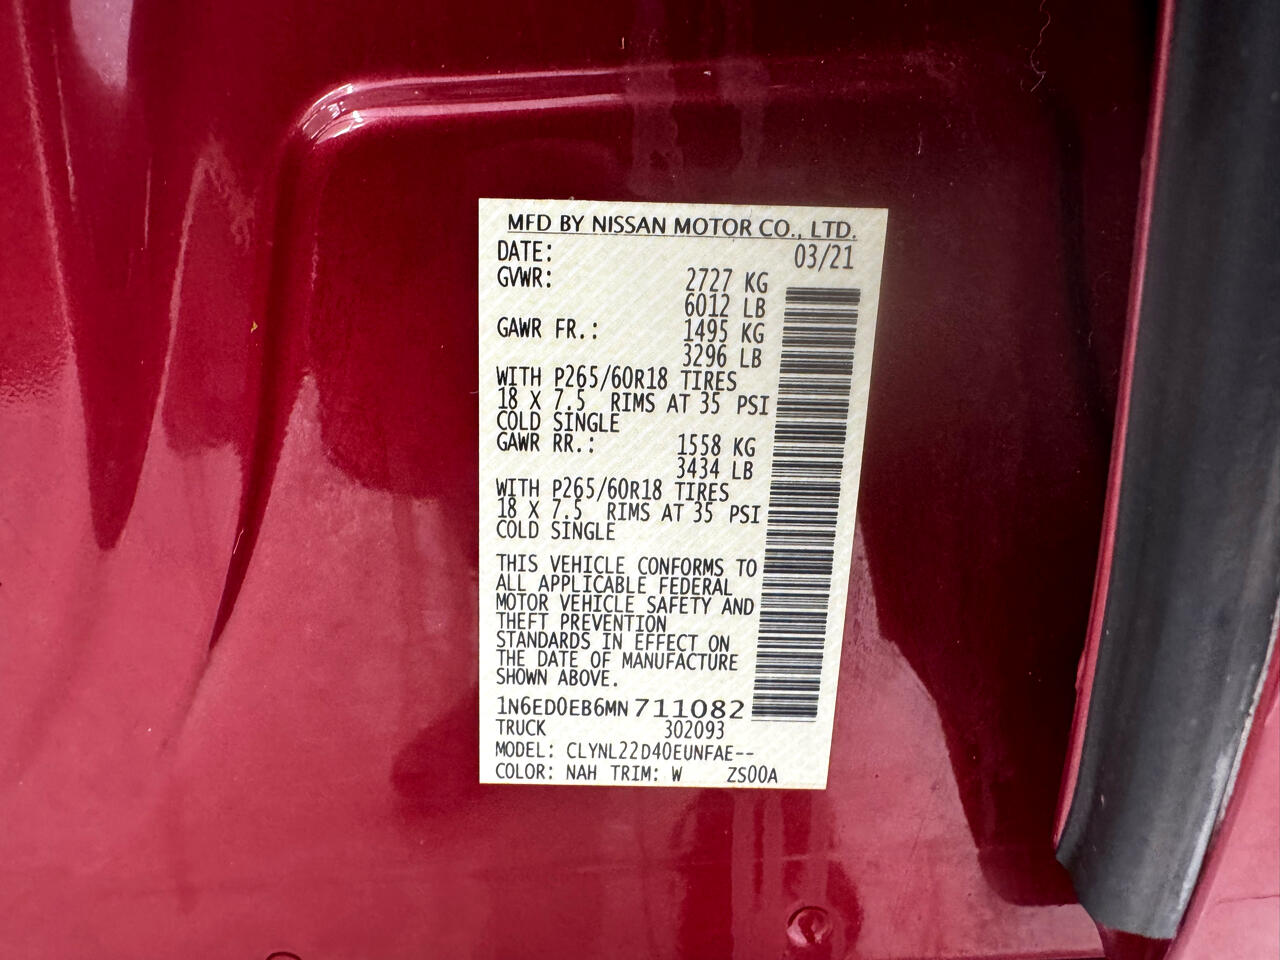 MFD BY NISSAN MOTOR CO., LTD.
DATE: 03/21
GVWR: 2727 KG
6012 LB
GAWR FR.: 1495 KG
3296 LB
WITH P265/60R18 TIRES
18 X 7.5 RIMS AT 35 PSI
COLD SINGLE
GAWR RR.: 1558 KG
3434 LB
WITH P265/60R18 TIRES
18 X 7.5 RIMS AT 35 PSI
COLD SINGLE
THIS VEHICLE CONFORMS TO
ALL APPLICABLE FEDERAL
MOTOR VEHICLE SAFETY AND
THEFT PREVENTION
STANDARDS IN EFFECT ON
THE DATE OF MANUFACTURE
SHOWN ABOVE.
1N6ED0EB6MN711082
TRUCK 302093
MODEL: CLYNL22D40EUNFAE--
COLOR: NAH TRIM: W ZS00A